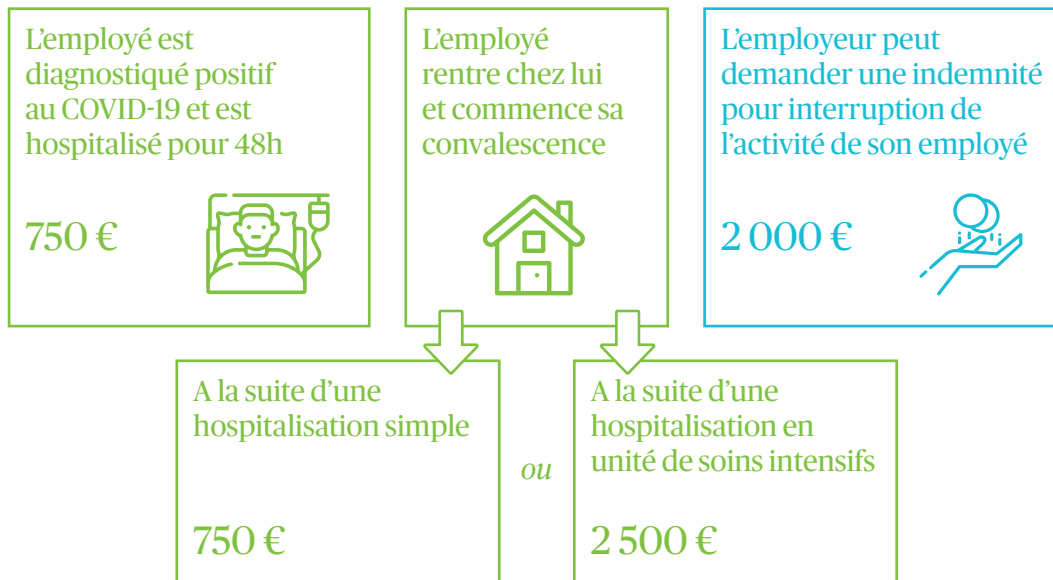 L’employé est
diagnostiqué positif
au COVID-19 et est
hospitalisé pour 48h
750 €
L’employé
rentre chez lui
et commence sa
convalescence
L’employeur peut
demander une indemnité
pour interruption de
l’activité de son employé
2 000 €
A la suite d’une
hospitalisation simple
750 €
ou
A la suite d’une
hospitalisation en
unité de soins intensifs
2 500 €